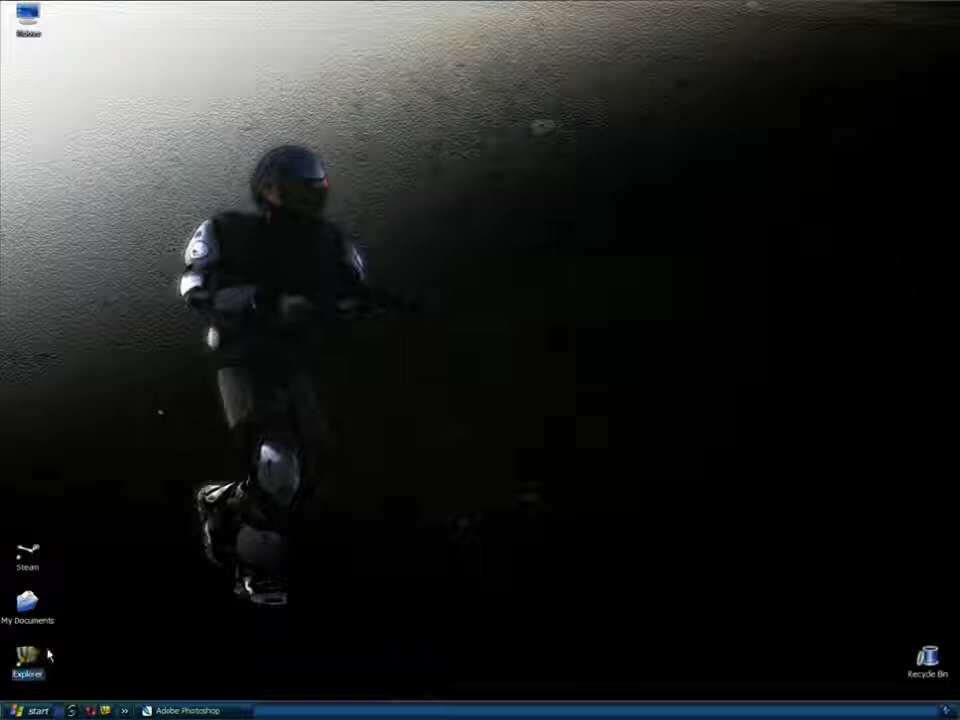 Steam
My Documents
Explorer
Recycle Bin
start
»
Adobe Photoshop